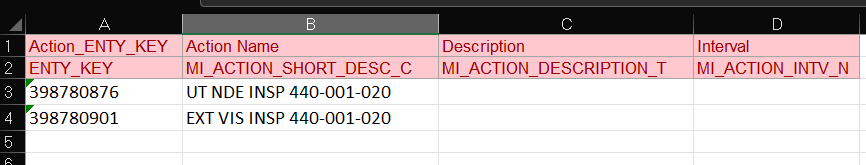 A B C D
1 Action_ENTY_KEY Action Name Description Interval
2 ENTY_KEY MI_ACTION_SHORT_DESC_C MI_ACTION_DESCRIPTION_T MI_ACTION_INTV_N
3 398780876 UT NDE INSP 440-001-020
4 398780901 EXT VIS INSP 440-001-020
5
6